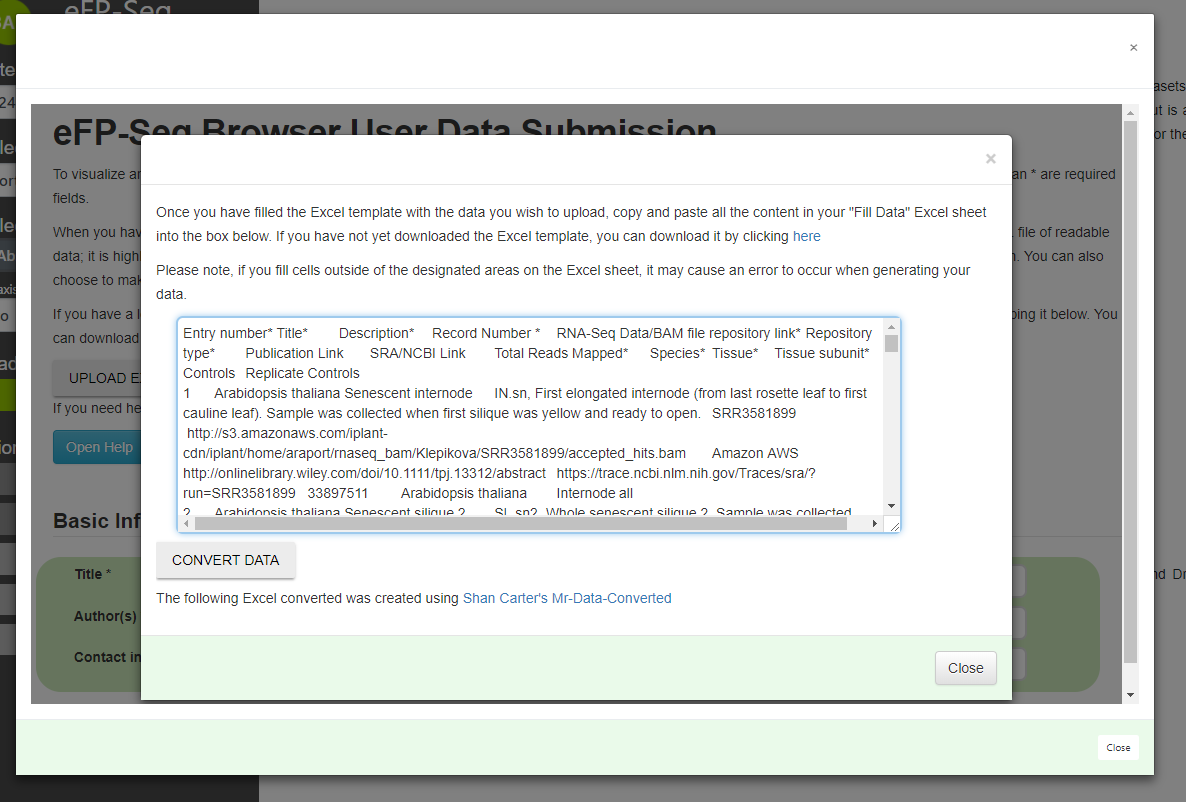 eFP-Seq
×
eFP-Seq Browser User Data Submission
×
To visualize an
an * are required
fields.
Once you have filled the Excel template with the data you wish to upload, copy and paste all the content in your "Fill Data" Excel sheet
into the box below. If you have not yet downloaded the Excel template, you can download it by clicking here
When you hav
file of readable
data; it is high
You can also
choose to mak
Please note, if you fill cells outside of the designated areas on the Excel sheet, it may cause an error to occur when generating your
data.
If you have a l
ping it below. You
can download
Entry number* Title* Description* Record Number * RNA-Seq Data/BAM file repository link* Repository
type* Publication Link SRA/NCBI Link Total Reads Mapped* Species* Tissue* Tissue subunit*
Controls Replicate Controls
1 Arabidopsis thaliana Senescent internode IN.sn, First elongated internode (from last rosette leaf to first
cauline leaf). Sample was collected when first silique was yellow and ready to open. SRR3581899
http://s3.amazonaws.com/iplant-
cdn/iplant/home/araport/rnaseq_bam/Klepikova/SRR3581899/accepted_hits.bam Amazon AWS
http://onlinelibrary.wiley.com/doi/10.1111/tpj.13312/abstract https://trace.ncbi.nlm.nih.gov/Traces/sra/?
run=SRR3581899 33897511 Arabidopsis thaliana Internode all
2 Arabidopsis thaliana Senescent silique 2 SL.sn2, Whole senescent silique 2. Sample was collected
UPLOAD E
If you need he
Open Help
Basic Inf
CONVERT DATA
The following Excel converted was created using Shan Carter's Mr-Data-Converted
Title *
Author(s)
Contact in
Close
Close